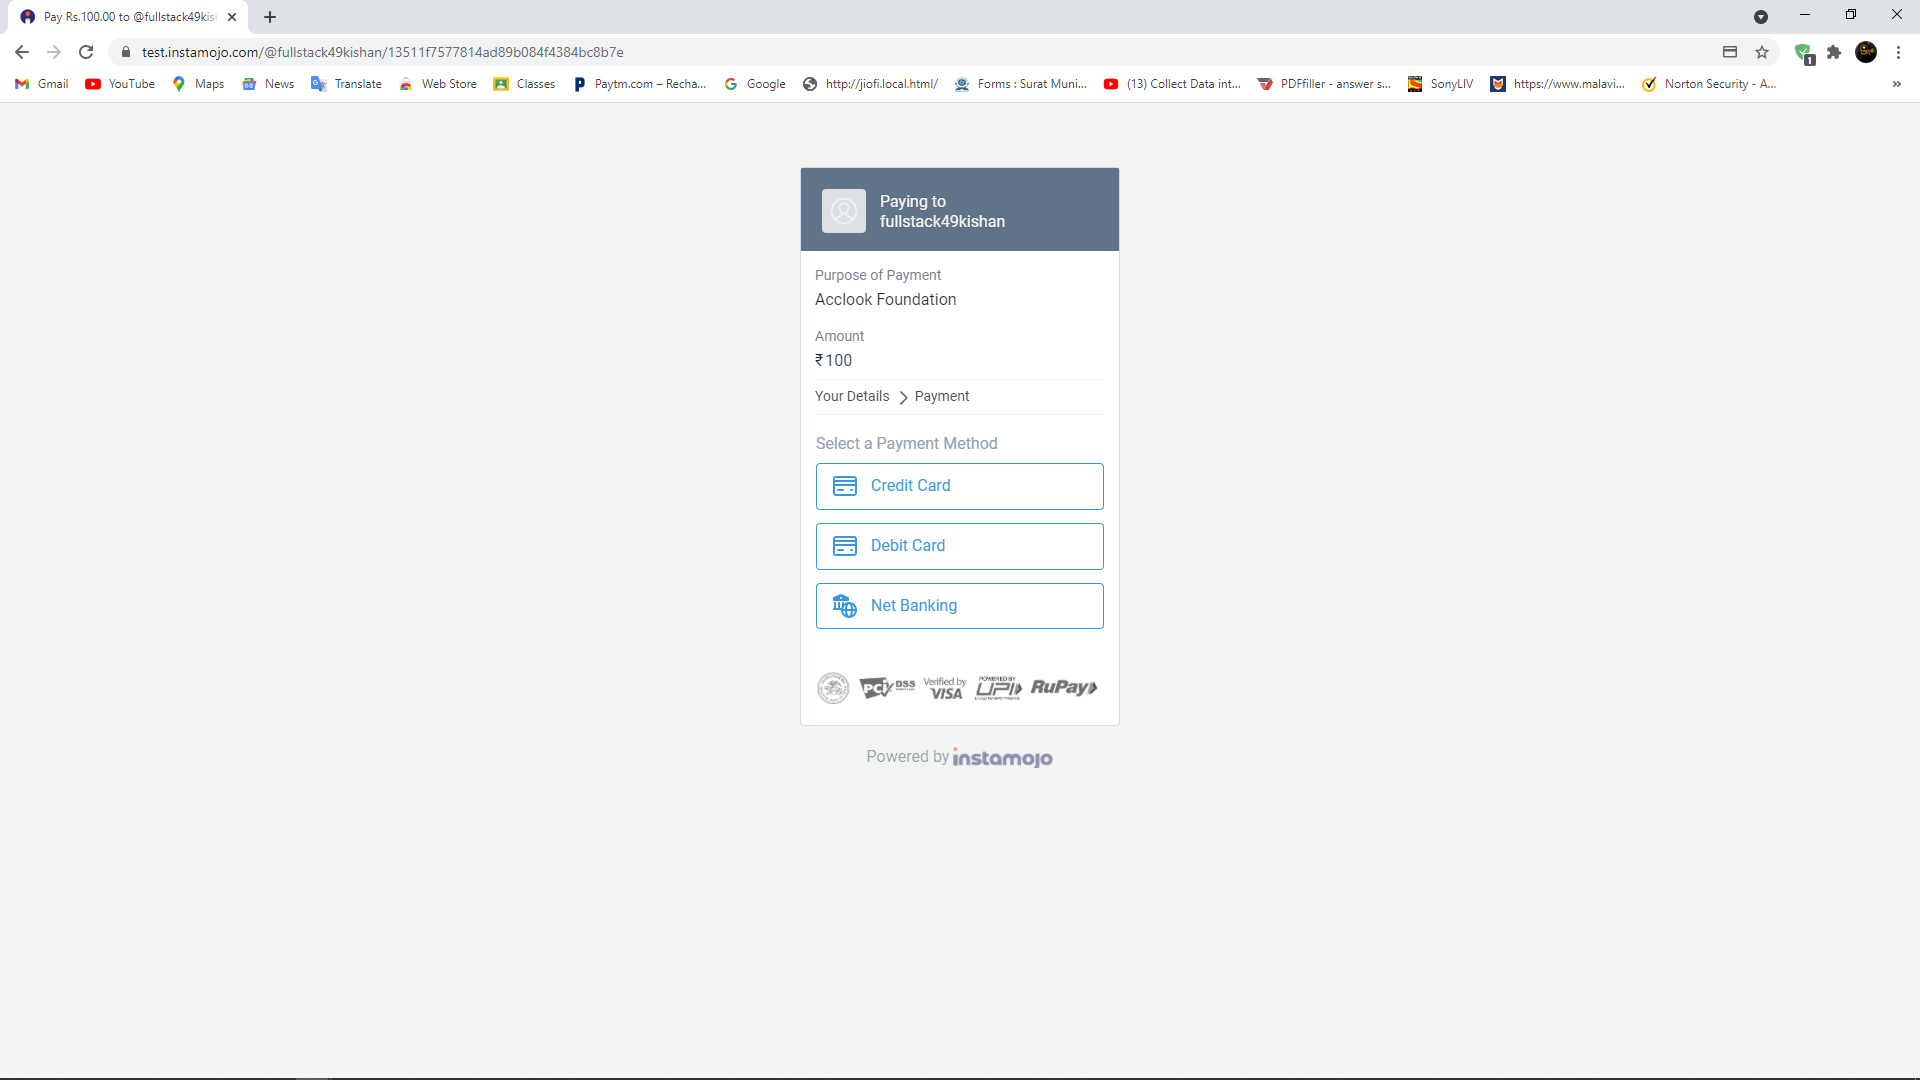 Pay Rs.100.00 to @fullstack49kis
test.instamojo.com/@fullstack49kishan/13511f7577814ad89b084f4384bc8b7e
1
Gmail YouTube Maps News Translate Web Store Classes Paytm.com – Recha... Google http://jiofi.local.html/ Forms : Surat Muni... (13) Collect Data int... PDFfiller - answer s... SonyLIV https://www.malavi... Norton Security - A... »
Paying to
fullstack49kishan
Purpose of Payment
Acclook Foundation
Amount
₹100
Your Details > Payment
Select a Payment Method
Credit Card
Debit Card
Net Banking
PCI DSS Verified by VISA POWERED BY UPI RuPay
Powered by instamojo